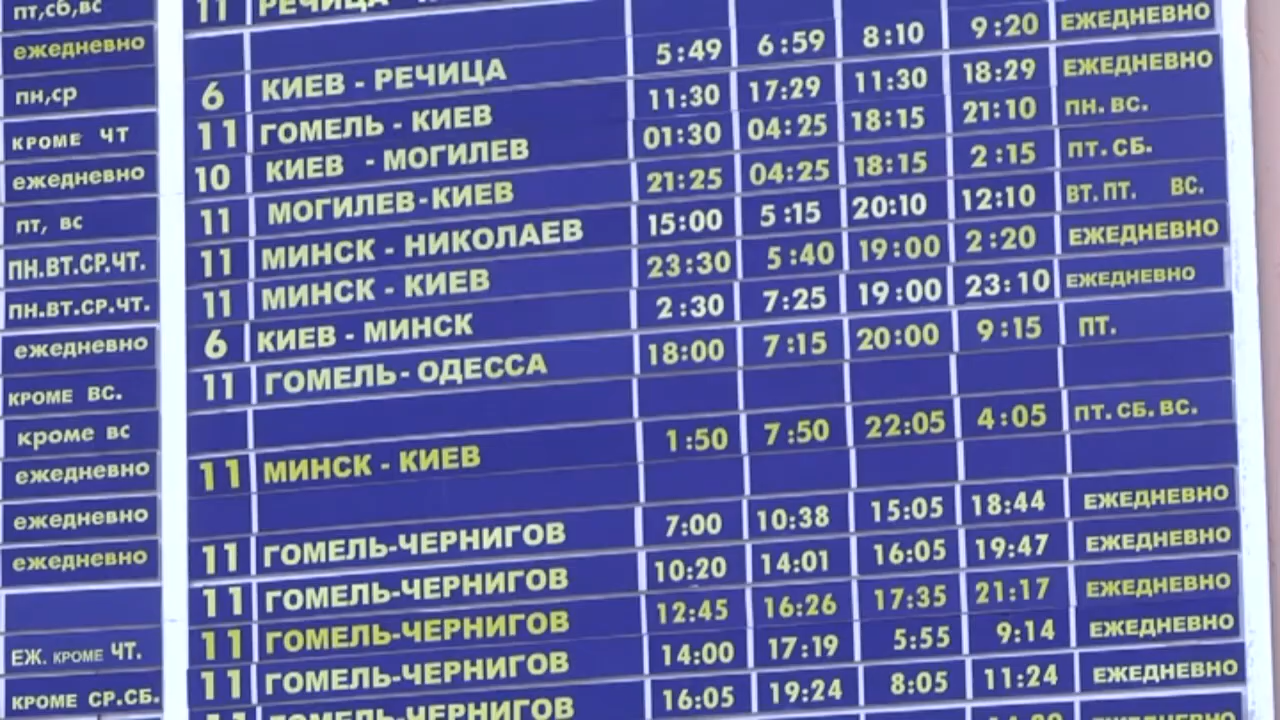 пт,сб,вс
ежедневно
пн,ср
КРОМЕ ЧТ
ежедневно
пт, вс
ПН.ВТ.СР.ЧТ.
ПН.ВТ.СР.ЧТ.
ежедневно
КРОМЕ ВС.
кроме вс
ежедневно
ежедневно
ежедневно
ЕЖ. КРОМЕ ЧТ.
КРОМЕ СР.СБ.
11 РЕЧИЦА -
6 КИЕВ - РЕЧИЦА 5:49 6:59 8:10 9:20 ЕЖЕДНЕВНО
11 ГОМЕЛЬ - КИЕВ 11:30 17:29 11:30 18:29 ЕЖЕДНЕВНО
10 КИЕВ - МОГИЛЕВ 01:30 04:25 18:15 21:10 ПН. ВС.
11 МОГИЛЕВ-КИЕВ 21:25 04:25 18:15 2:15 ПТ.СБ.
11 МИНСК - НИКОЛАЕВ 15:00 5:15 20:10 12:10 ВТ.ПТ. ВС.
11 МИНСК - КИЕВ 23:30 5:40 19:00 2:20 ЕЖЕДНЕВНО
6 КИЕВ - МИНСК 2:30 7:25 19:00 23:10 ЕЖЕДНЕВНО
11 ГОМЕЛЬ- ОДЕССА 18:00 7:15 20:00 9:15 ПТ.
11 МИНСК - КИЕВ 1:50 7:50 22:05 4:05 ПТ.СБ.ВС.
11 ГОМЕЛЬ-ЧЕРНИГОВ 7:00 10:38 15:05 18:44 ЕЖЕДНЕВНО
11 ГОМЕЛЬ-ЧЕРНИГОВ 10:20 14:01 16:05 19:47 ЕЖЕДНЕВНО
11 ГОМЕЛЬ-ЧЕРНИГОВ 12:45 16:26 17:35 21:17 ЕЖЕДНЕВНО
11 ГОМЕЛЬ-ЧЕРНИГОВ 14:00 17:19 5:55 9:14 ЕЖЕДНЕВНО
11 ГОМЕЛЬ-ЧЕРНИГОВ 16:05 19:24 8:05 11:24 ЕЖЕДНЕВНО